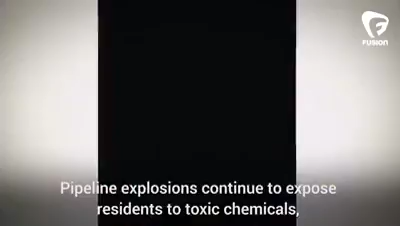 FUSION
Pipeline explosions continue to expose
residents to toxic chemicals,